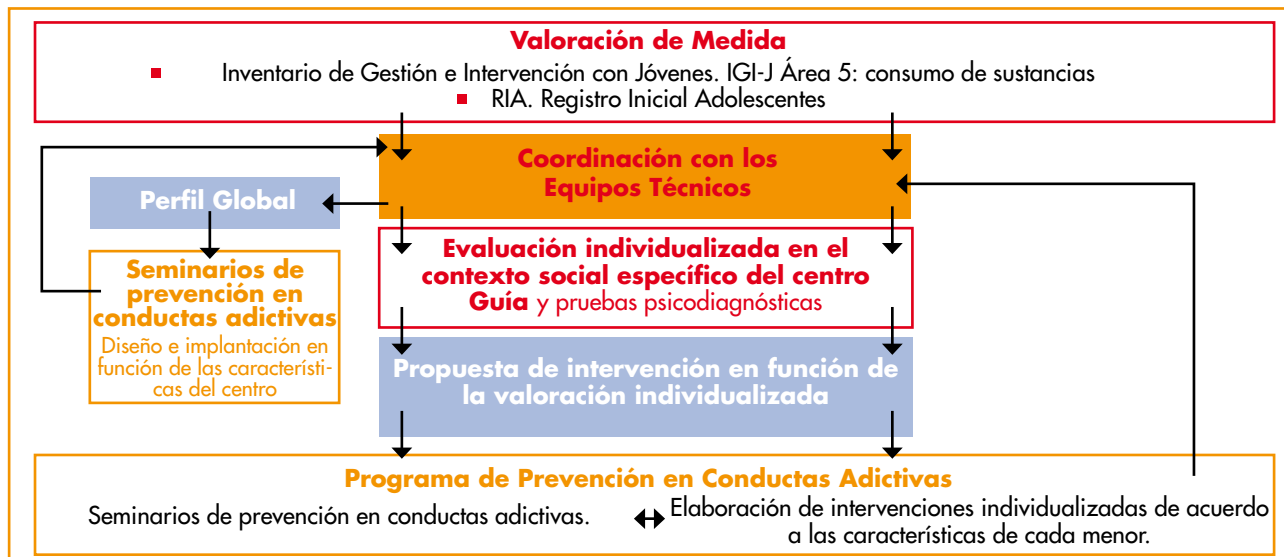 Valoración de Medida
Inventario de Gestión e Intervención con Jóvenes. IGI-J Área 5: consumo de sustancias
RIA. Registro Inicial Adolescentes
Coordinación con los
Equipos Técnicos
Perfil Global
Seminarios de
prevención en
conductas adictivas
Diseño e implantación en
función de las característi-
cas del centro
Evaluación individualizada en el
contexto social específico del centro
Guía y pruebas psicodiagnósticas
Propuesta de intervención en función de
la valoración individualizada
Programa de Prevención en Conductas Adictivas
Seminarios de prevención en conductas adictivas.
Elaboración de intervenciones individualizadas de acuerdo
a las características de cada menor.